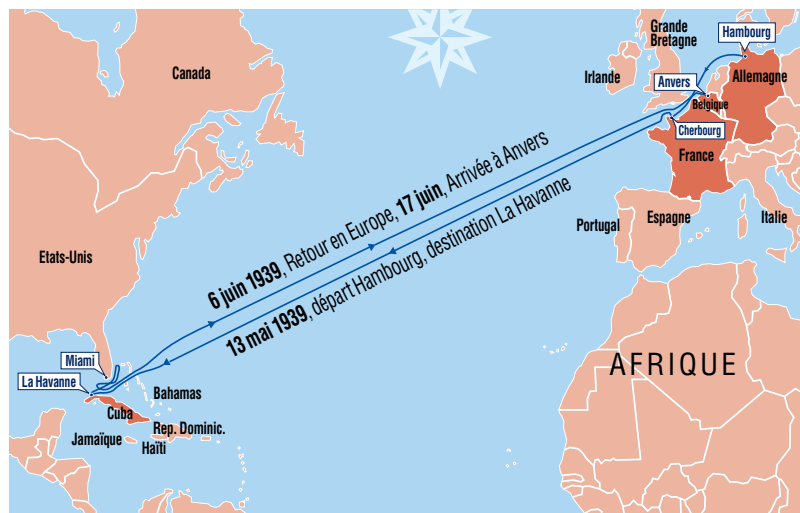 Grande
Bretagne
Hambourg
Canada
Irlande
Anvers
Allemagne
Belgique
Cherbourg
France
6 juin 1939, Retour en Europe, 17 juin, Arrivée à Anvers
13 mai 1939, départ Hambourg, destination La Havanne
Portugal
Espagne
Italie
Etats-Unis
Miami
La Havanne
AFRIQUE
Bahamas
Cuba
Rep. Dominic.
Jamaïque
Haïti